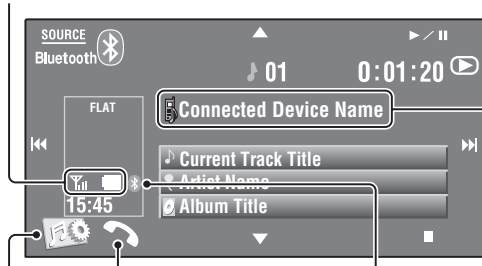 SOURCE
Bluetooth
01
0:01:20
FLAT
Connected Device Name
Current Track Title
Artist Name
Album Title
15:45